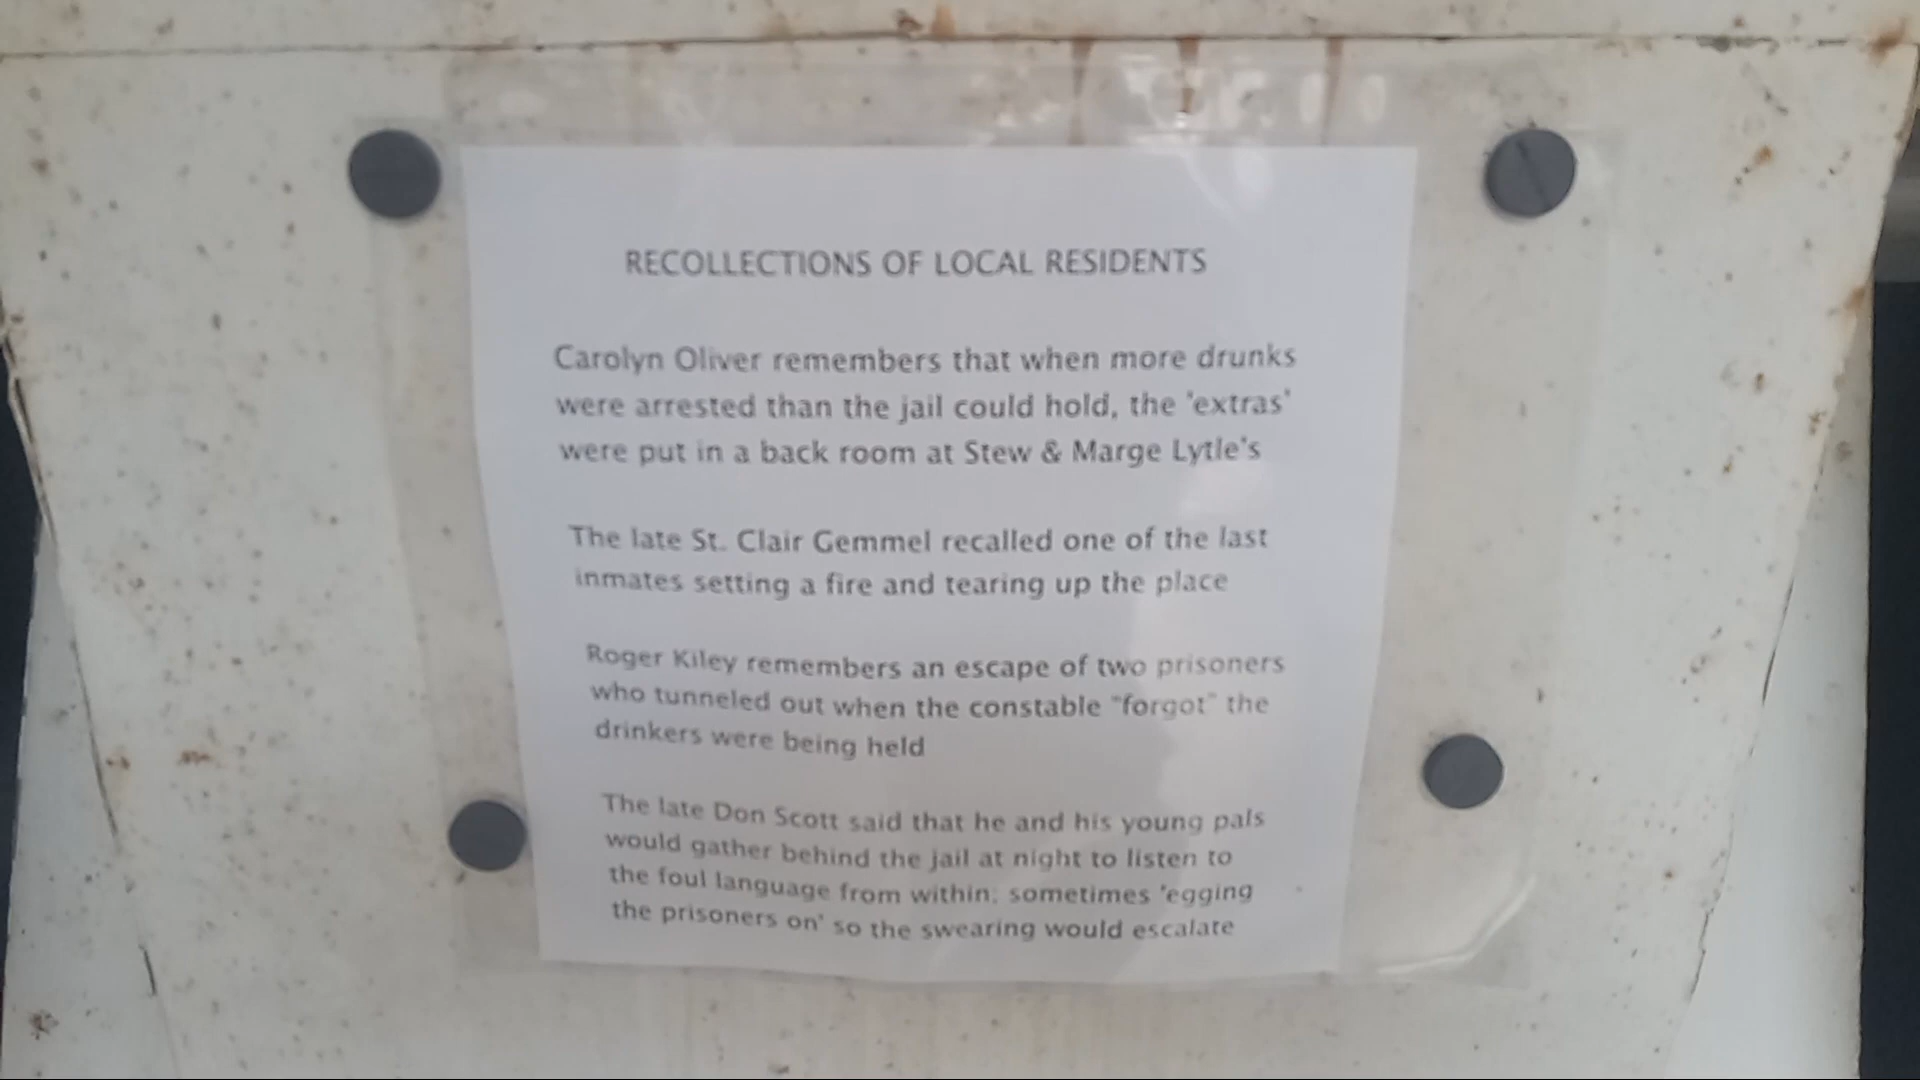 RECOLLECTIONS OF LOCAL RESIDENTS
Carolyn Oliver remembers that when more drunks
were arrested than the jail could hold, the 'extras'
were put in a back room at Stew & Marge Lytle's
The late St. Clair Gemmel recalled one of the last
inmates setting a fire and tearing up the place
Roger Kiley remembers an escape of two prisoners
who tunneled out when the constable "forgot" the
drinkers were being held
The late Don Scott said that he and his young pals
would gather behind the jail at night to listen to
the foul language from within; sometimes 'egging
the prisoners on' so the swearing would escalate